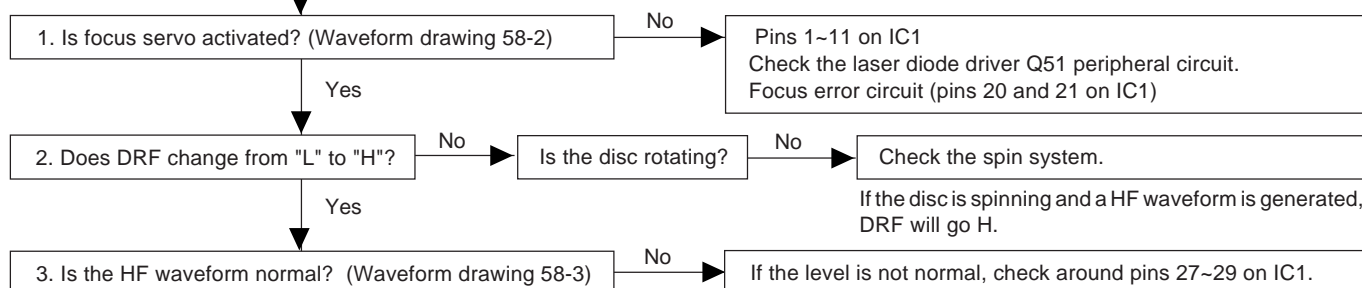 1. Is focus servo activated? (Waveform drawing 58-2)
No
Pins 1~11 on IC1
Check the laser diode driver Q51 peripheral circuit.
Focus error circuit (pins 20 and 21 on IC1)
Yes
2. Does DRF change from "L" to "H"?
No
Is the disc rotating?
No
Check the spin system.
If the disc is spinning and a HF waveform is generated,
DRF will go H.
Yes
3. Is the HF waveform normal? (Waveform drawing 58-3)
No
If the level is not normal, check around pins 27~29 on IC1.